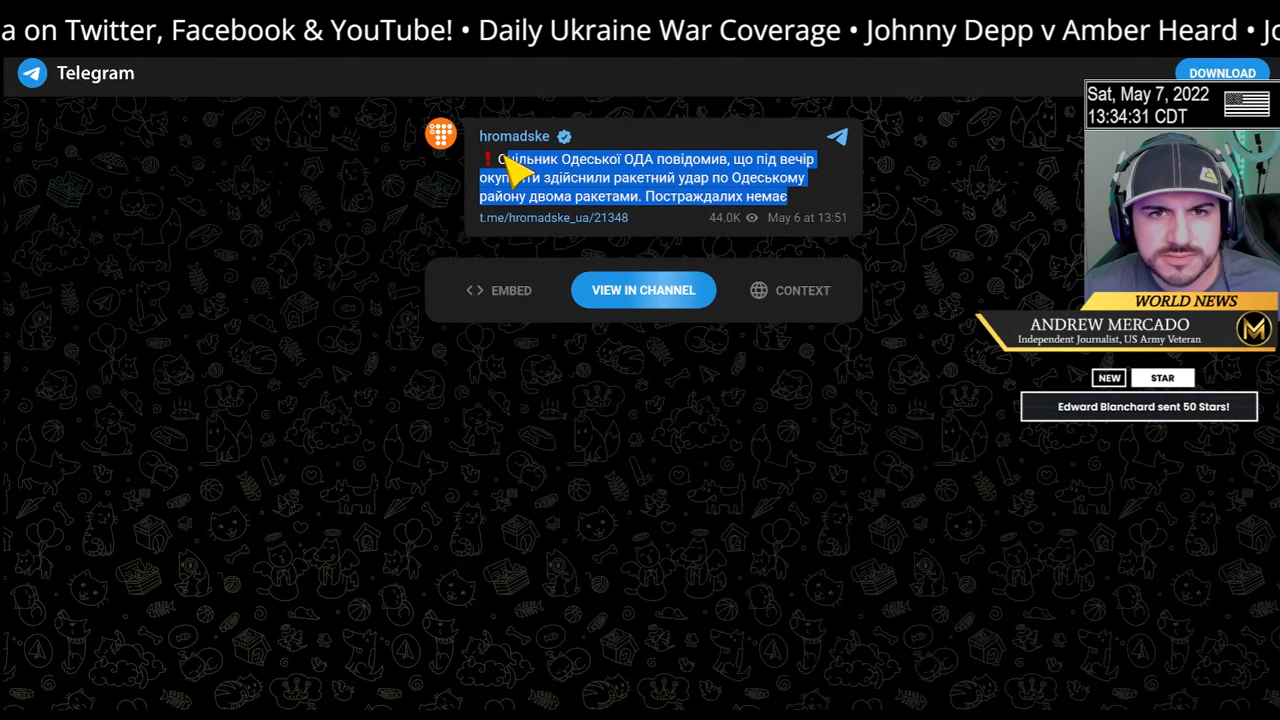 a on Twitter, Facebook & YouTube! • Daily Ukraine War Coverage • Johnny Depp v Amber Heard • Jo
Telegram
DOWNLOAD
Sat, May 7, 2022
13:34:31 CDT
hromadske
❗ Очільник Одеської ОДА повідомив, що під вечір
окупанти здійснили ракетний удар по Одеському
району двома ракетами. Постраждалих немає
t.me/hromadske_ua/21348 44.0K May 6 at 13:51
EMBED VIEW IN CHANNEL CONTEXT
WORLD NEWS
ANDREW MERCADO
Independent Journalist, US Army Veteran
M
NEW STAR
Edward Blanchard sent 50 Stars!